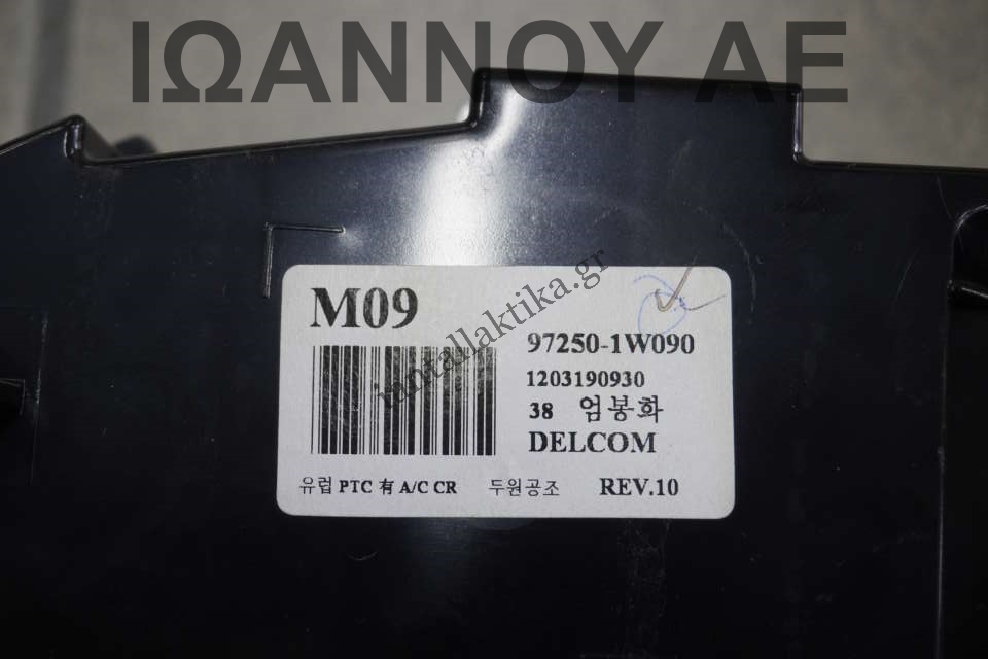 ΙΩΑΝΝΟΥ ΑΕ
iantallaktika.gr
M09
97250-1W090
1203190930
38 엄봉화
DELCOM
유럽 PTC 有 A/C CR 두원공조 REV.10